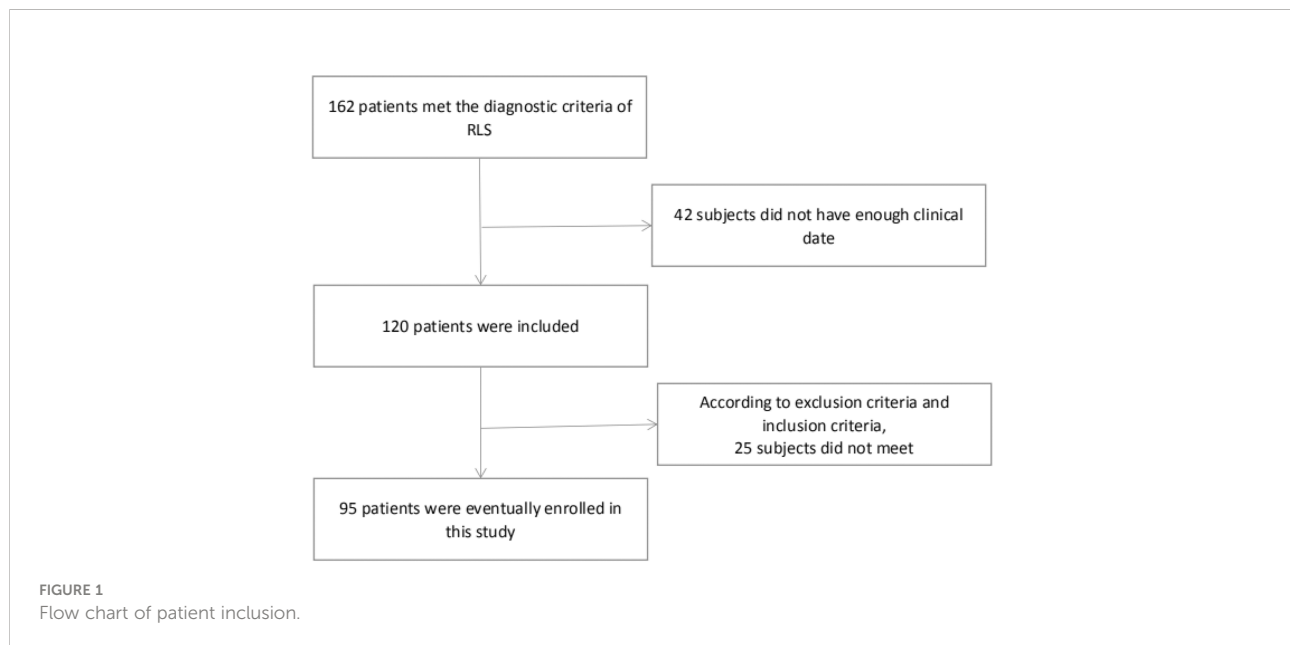 162 patients met the diagnostic criteria of
RLS
42 subjects did not have enough clinical
date
120 patients were included
According to exclusion criteria and
inclusion criteria,
25 subjects did not meet
95 patients were eventually enrolled in
this study
FIGURE 1
Flow chart of patient inclusion.